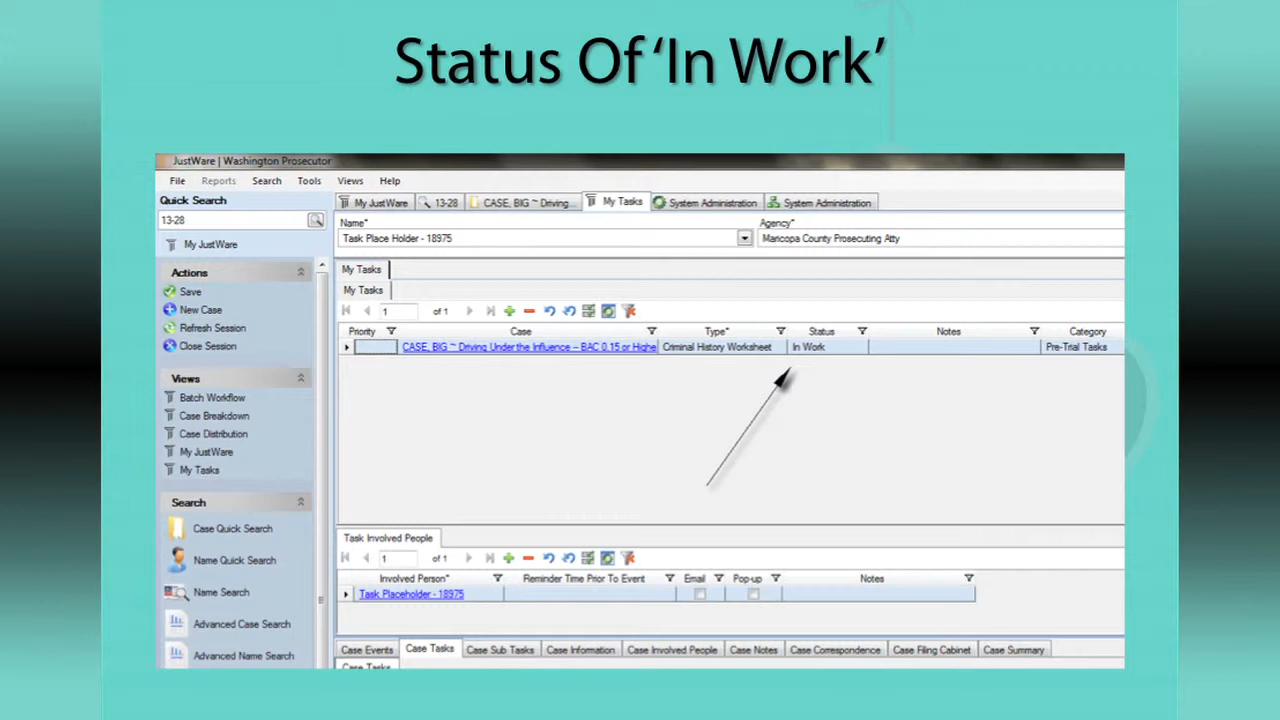 Status Of ‘In Work’
JustWare | Washington Prosecutor
File Reports Search Tools Views Help
Quick Search
13-28
My JustWare
Actions
Save
New Case
Refresh Session
Close Session
Views
Batch Workflow
Case Breakdown
Case Distribution
My JustWare
My Tasks
Search
Case Quick Search
Name Quick Search
Name Search
Advanced Case Search
Advanced Name Search
My JustWare 13-28 CASE, BIG ~ Driving... My Tasks System Administration System Administration
Name* Agency*
Task Place Holder - 18975 Maricopa County Prosecuting Atty
My Tasks
My Tasks
1 of 1
Priority Case Type* Status Notes Category
CASE, BIG ~ Driving Under the Influence -- BAC 0.15 or Highe Criminal History Worksheet In Work Pre-Trial Tasks
Task Involved People
1 of 1
Involved Person* Reminder Time Prior To Event Email Pop-up Notes
Task Placeholder - 18975
Case Events Case Tasks Case Sub Tasks Case Information Case Involved People Case Notes Case Correspondence Case Filing Cabinet Case Summary
Case Tasks